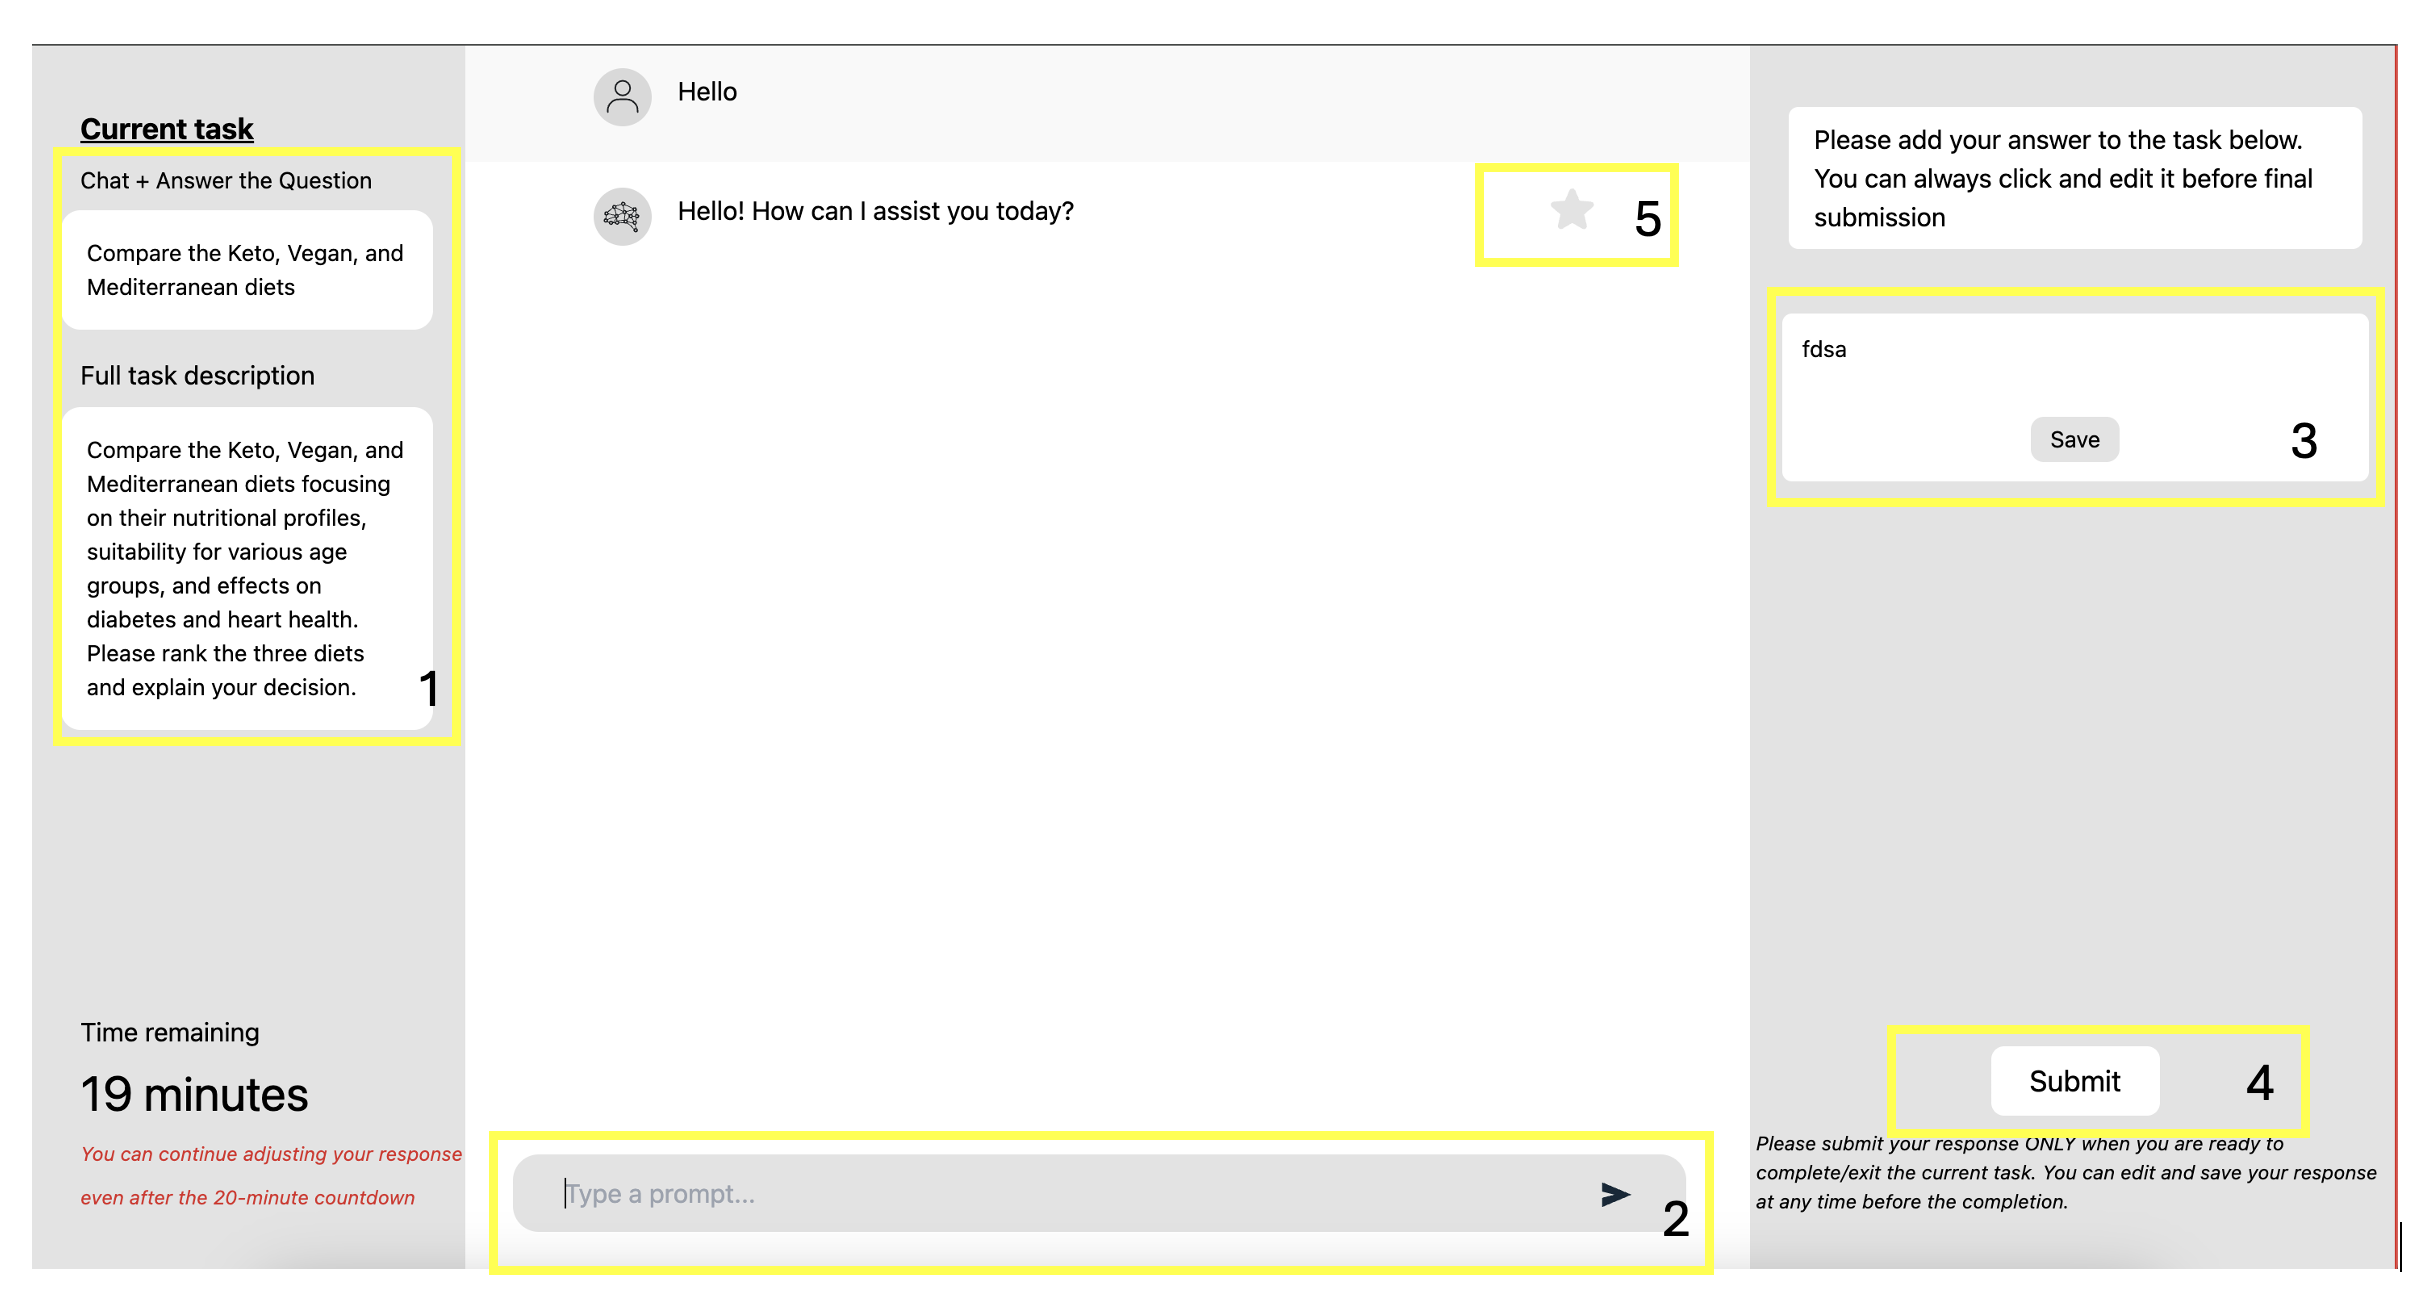 Current task
Chat + Answer the Question
Compare the Keto, Vegan, and
Mediterranean diets
Full task description
Compare the Keto, Vegan, and
Mediterranean diets focusing
on their nutritional profiles,
suitability for various age
groups, and effects on
diabetes and heart health.
Please rank the three diets
and explain your decision.
1
Time remaining
19 minutes
You can continue adjusting your response
even after the 20-minute countdown
Hello
Hello! How can I assist you today?
5
Type a prompt...
2
Please add your answer to the task below.
You can always click and edit it before final
submission
fdsa
Save
3
Submit
4
Please submit your response ONLY when you are ready to
complete/exit the current task. You can edit and save your response
at any time before the completion.